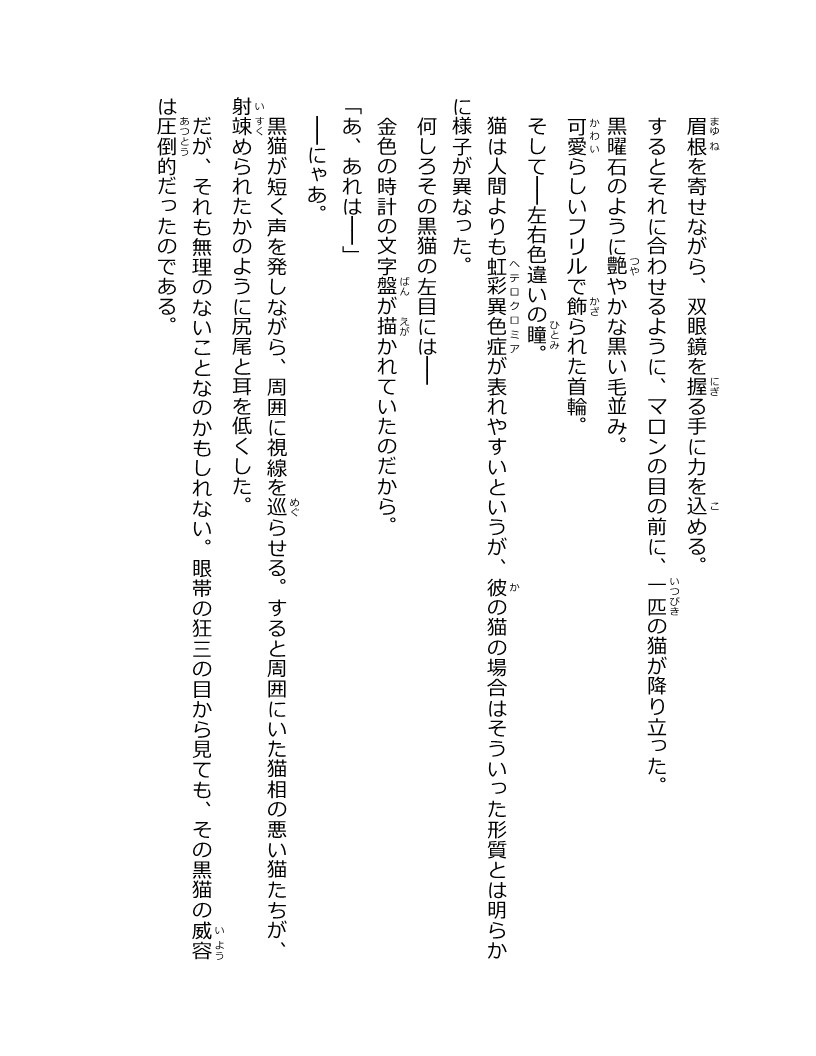 眉根を寄せながら、双眼鏡を握る手に力を込める。
するとそれに合わせるように、マロンの目の前に、一匹の猫が降り立った。
黒曜石のように艶やかな黒い毛並み。
可愛らしいフリルで飾られた首輪。
そして──左右色違いの瞳。
猫は人間よりも虹彩異色症が表れやすいというが、彼の猫の場合はそういった形質とは明らか
に様子が異なった。
何しろその黒猫の左目には──
金色の時計の文字盤が描かれていたのだから。
「あ、あれは──」
──にゃあ。
黒猫が短く声を発しながら、周囲に視線を巡らせる。すると周囲にいた猫相の悪い猫たちが、
射竦められたかのように尻尾と耳を低くした。
だが、それも無理のないことなのかもしれない。眼帯の狂三の目から見ても、その黒猫の威容
は圧倒的だったのである。